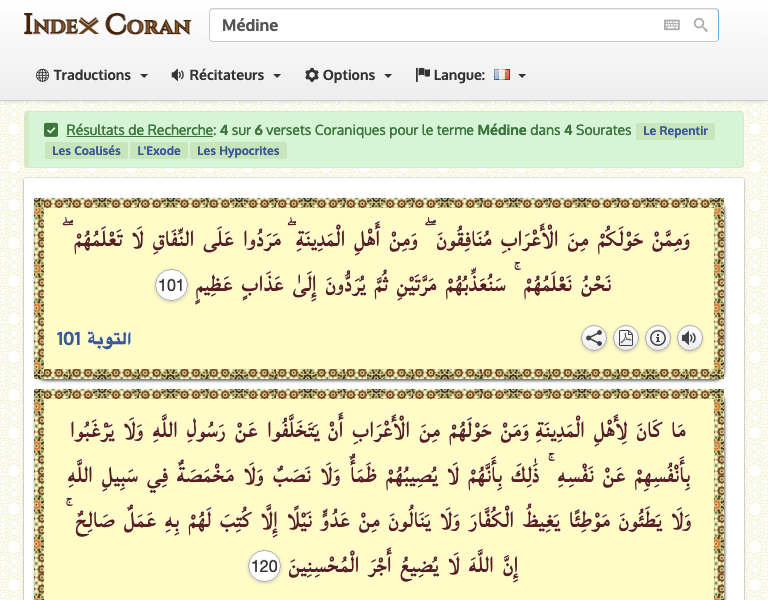 INDEX CORAN
Médine
Traductions
Récitateurs
Options
Langue:
Résultats de Recherche: 4 sur 6 versets Coraniques pour le terme Médine dans 4 Sourates Le Repentir
Les Coalisés L'Exode Les Hypocrites
وَمِمَّنْ حَوْلَكُمْ مِنَ الْأَعْرَابِ مُنَافِقُونَ ۖ وَمِنْ أَهْلِ الْمَدِينَةِ ۖ مَرَدُوا عَلَى النِّفَاقِ لَا تَعْلَمُهُمْ ۖ
نَحْنُ نَعْلَمُهُمْ ۚ سَنُعَذِّبُهُمْ مَرَّتَيْنِ ثُمَّ يُرَدُّونَ إِلَىٰ عَذَابٍ عَظِيمٍ 101
التوبة 101
مَا كَانَ لِأَهْلِ الْمَدِينَةِ وَمَنْ حَوْلَهُمْ مِنَ الْأَعْرَابِ أَنْ يَتَخَلَّفُوا عَنْ رَسُولِ اللَّهِ وَلَا يَرْغَبُوا
بِأَنْفُسِهِمْ عَنْ نَفْسِهِ ۚ ذَٰلِكَ بِأَنَّهُمْ لَا يُصِيبُهُمْ ظَمَأٌ وَلَا نَصَبٌ وَلَا مَخْمَصَةٌ فِي سَبِيلِ اللَّهِ
وَلَا يَطَئُونَ مَوْطِئًا يَغِيظُ الْكُفَّارَ وَلَا يَنَالُونَ مِنْ عَدُوٍّ نَيْلًا إِلَّا كُتِبَ لَهُمْ بِهِ عَمَلٌ صَالِحٌ ۚ
إِنَّ اللَّهَ لَا يُضِيعُ أَجْرَ الْمُحْسِنِينَ 120